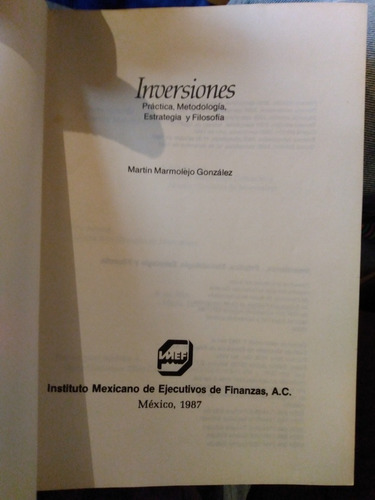 Inversiones
Práctica, Metodología,
Estrategia y Filosofía
Martín Marmolejo González
IMEF
Instituto Mexicano de Ejecutivos de Finanzas, A.C.
México, 1987